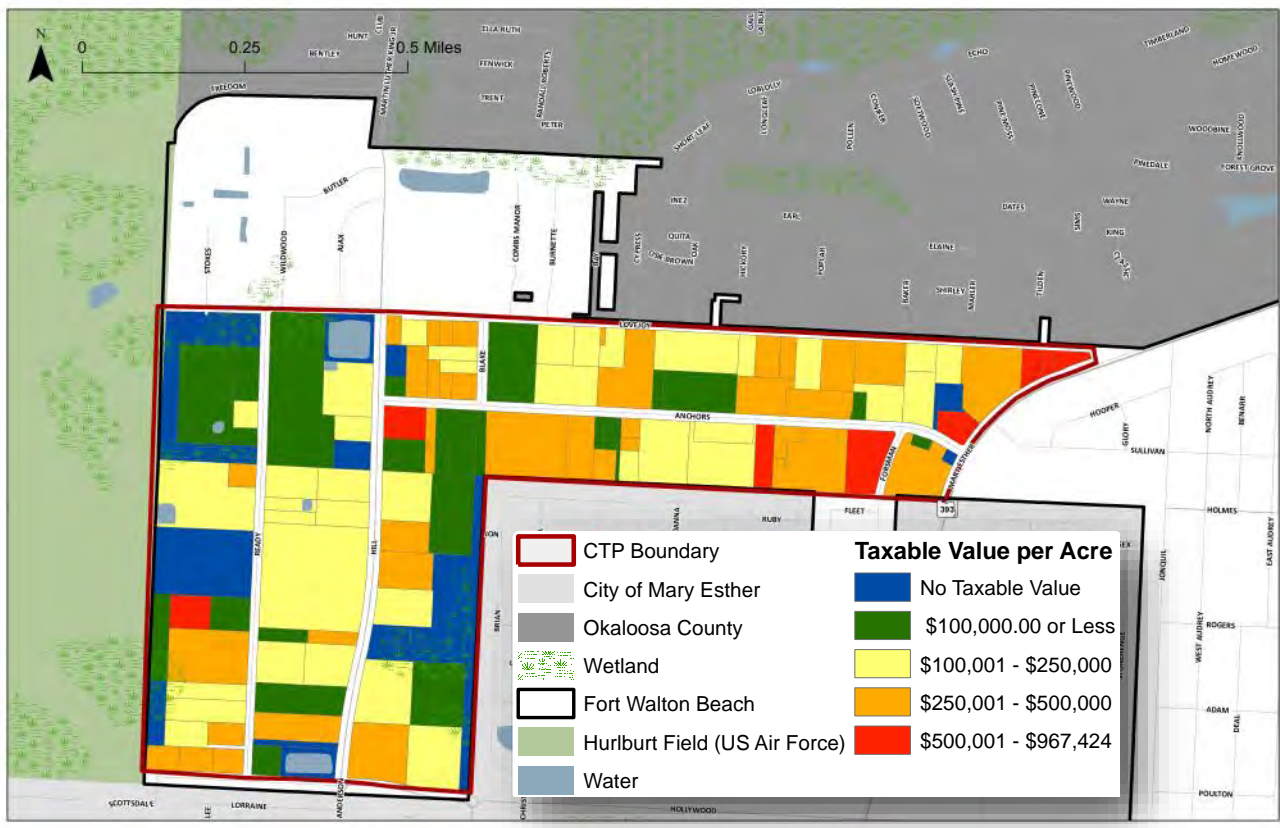 N
0 0.25 0.5 Miles
FREEDOM
BENTLEY
HUNT
CLUB
MARTIN LUTHER KING JR
ELLA RUTH
FENWICK
TRENT
RANDALL ROBERTS
PETER
SHORT LEAF
LOBLOLLY
LONGLEAF
POLLEN
CONIFER
ECHO
SLASH PINE
PINE MOSS
PINE CONE
PINEWOOD
TIMBERLAND
HOMEWOOD
WOODBINE
KNOLLWOOD
PINEDALE
FOREST GROVE
BUTLER
STOKES
WILDWOOD
AJAX
COMBS MANOR
BURNETTE
BAY
CYPRESS
INEZ
QUITA
OAK
HICKORY
EARL
POPLAR
DATES
ELAINE
BAKER
SHIRLEY
MARLER
TILDEN
SIMS
WAYNE
KING
LOVEJOY
BLAKE
ANCHORS
READY
HILL
FORSMAN
MARY ESTHER
393
HOOPER
GLORY
SULLIVAN
NORTH AUDREY
BENARR
HOLMES
EAST AUDREY
JONQUIL
WEST AUDREY
ROGERS
ADAM
DEAL
POULTON
FLEET
RUBY
BRIAN
ANDERSON
SCOTTSDALE
LEE
LORRAINE
HOLLYWOOD
CTP Boundary
City of Mary Esther
Okaloosa County
Wetland
Fort Walton Beach
Hurlburt Field (US Air Force)
Water
Taxable Value per Acre
No Taxable Value
$100,000.00 or Less
$100,001 - $250,000
$250,001 - $500,000
$500,001 - $967,424